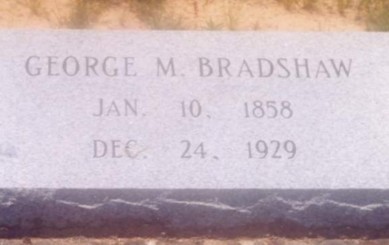 GEORGE M. BRADSHAW
JAN. 10, 1858
DEC. 24, 1929